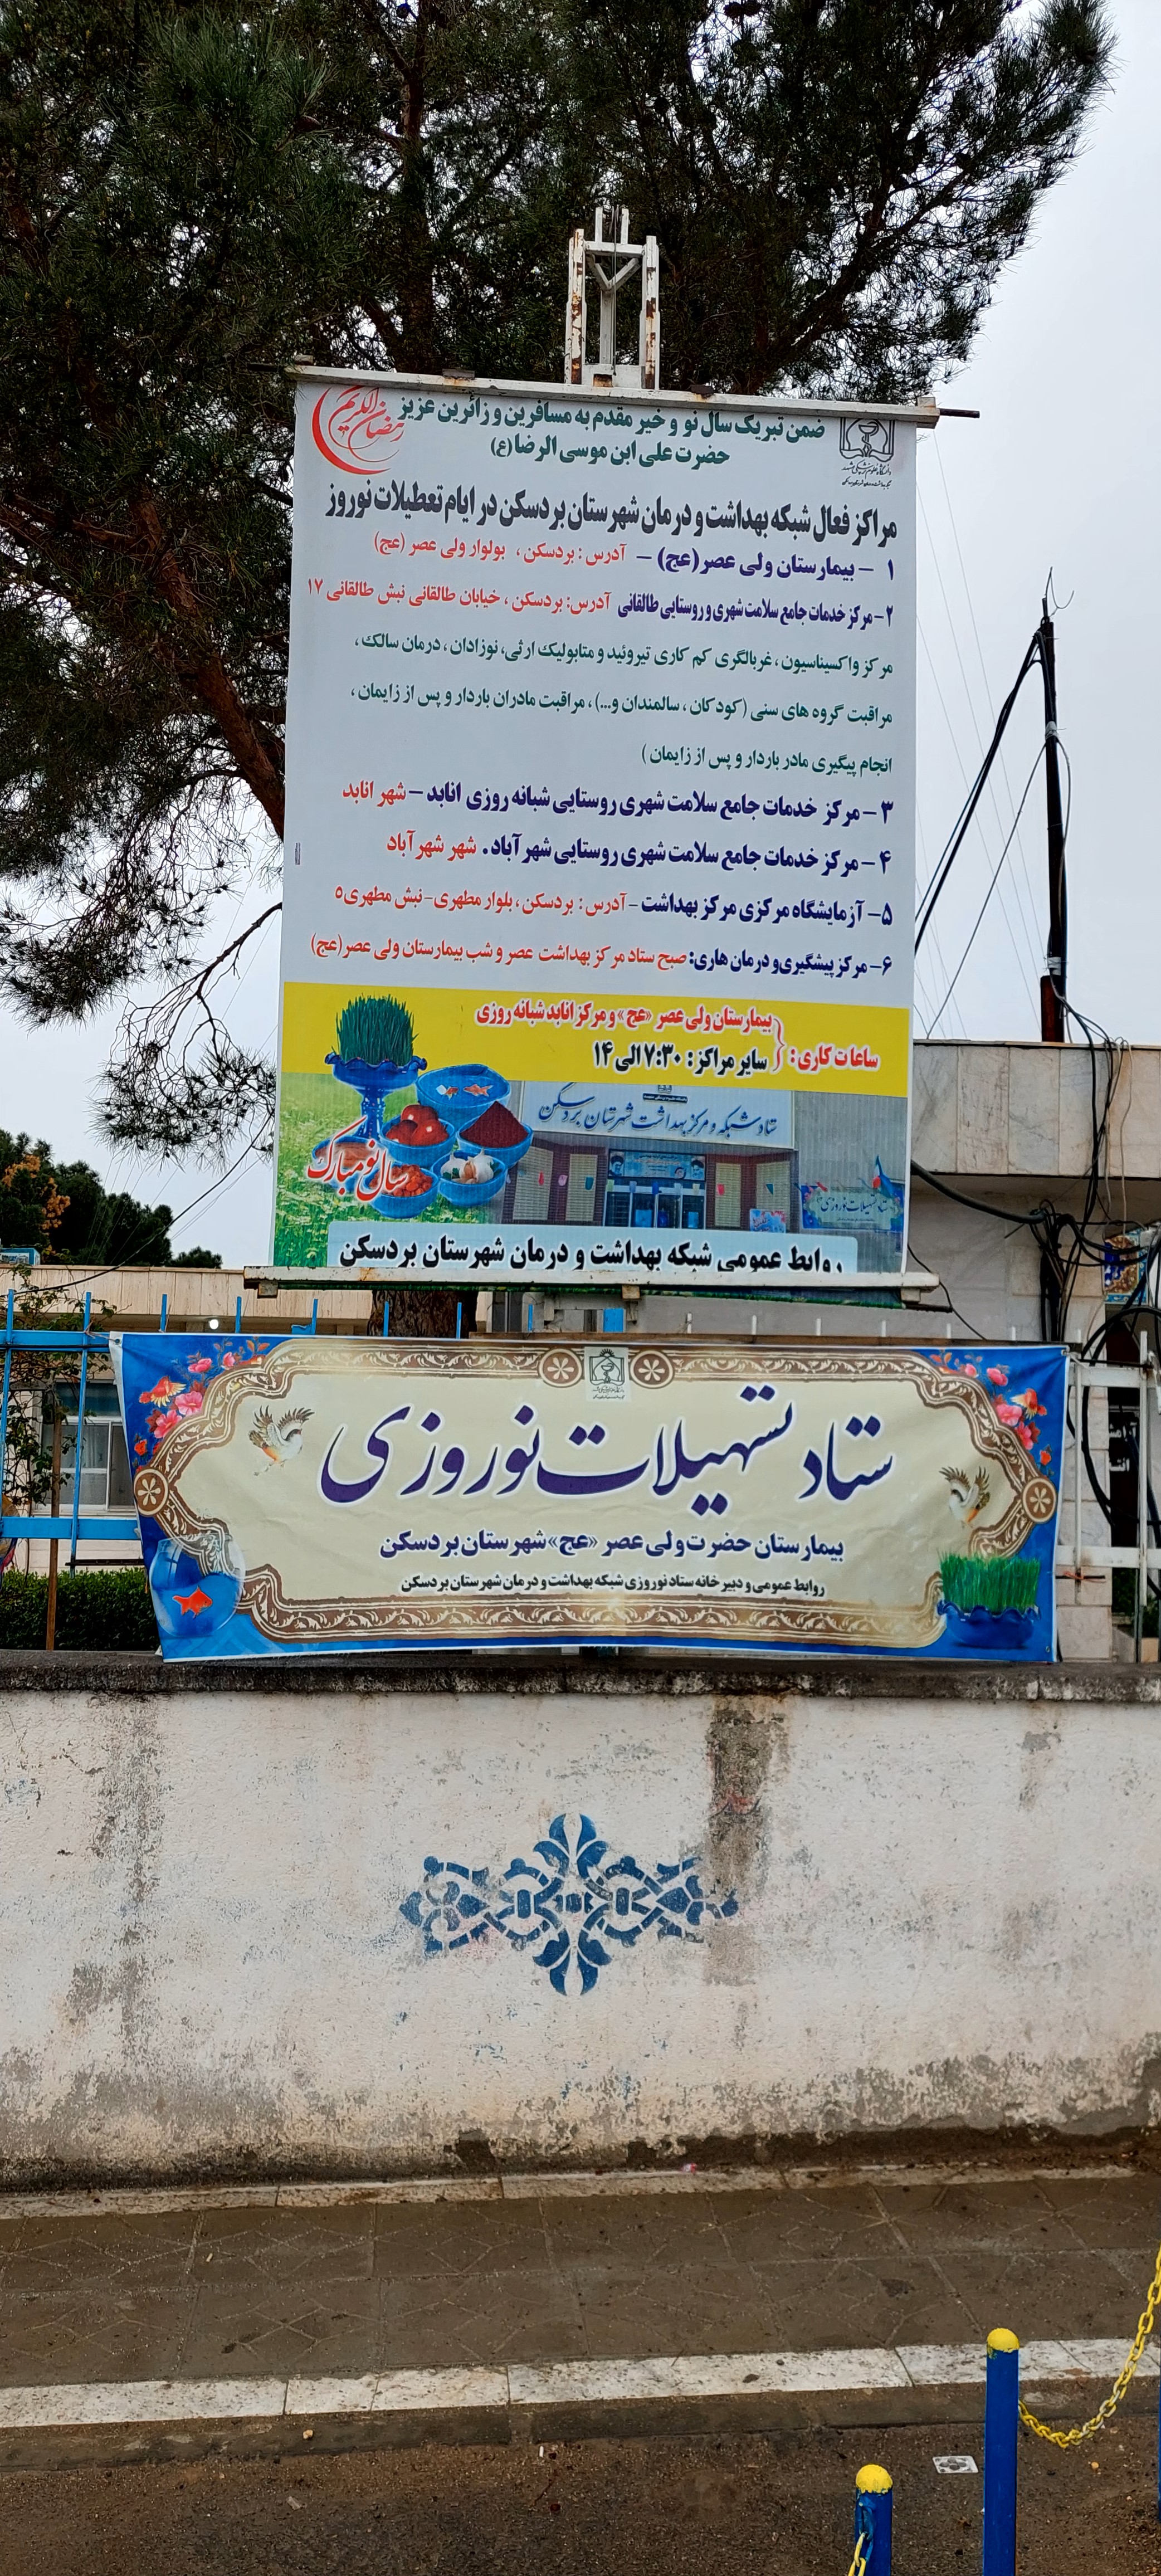 رمضان الکریم
ضمن تبریک سال نو و خیر مقدم به مسافرین و زائرین عزیز
حضرت علی ابن موسی الرضا (ع)
مراکز فعال شبکه بهداشت و درمان شهرستان بردسکن در ایام تعطیلات نوروز
۱ – بیمارستان ولی عصر (عج) – آدرس : بردسکن ، بولوار ولی عصر (عج)
۲- مرکز خدمات جامع سلامت شهری و روستایی طالقانی آدرس: بردسکن ، خیابان طالقانی نبش طالقانی ۱۷
مرکز واکسیناسیون ، غربالگری کم کاری تیروئید و متابولیک ارثی، نوزادان ، درمان سالک ،
مراقبت گروه های سنی (کودکان ، سالمندان و...) ، مراقبت مادران باردار و پس از زایمان ،
انجام پیگیری مادر باردار و پس از زایمان )
۳ – مرکز خدمات جامع سلامت شهری روستایی شبانه روزی انابد – شهر انابد
۴ – مرکز خدمات جامع سلامت شهری روستایی شهرآباد . شهر شهرآباد
۵- آزمایشگاه مرکزی مرکز بهداشت – آدرس : بردسکن، بلوار مطهری – نبش مطهری ۵
۶- مرکز پیشگیری و درمان هاری: صبح ستاد مرکز بهداشت عصر و شب بیمارستان ولی عصر (عج)
ساعات کاری :
بیمارستان ولی عصر «عج» و مرکز انابد شبانه روزی
سایر مراکز : ۷:۳۰ الی ۱۴
ستاد شبکه و مرکز بهداشت شهرستان بردسکن
سال نو مبارک
ستاد تسهیلات نوروزی
روابط عمومی شبکه بهداشت و درمان شهرستان بردسکن
ستاد تسهیلات نوروزی
بیمارستان حضرت ولی عصر «عج» شهرستان بردسکن
روابط عمومی و دبیر خانه ستاد نوروزی شبکه بهداشت و درمان شهرستان بردسکن